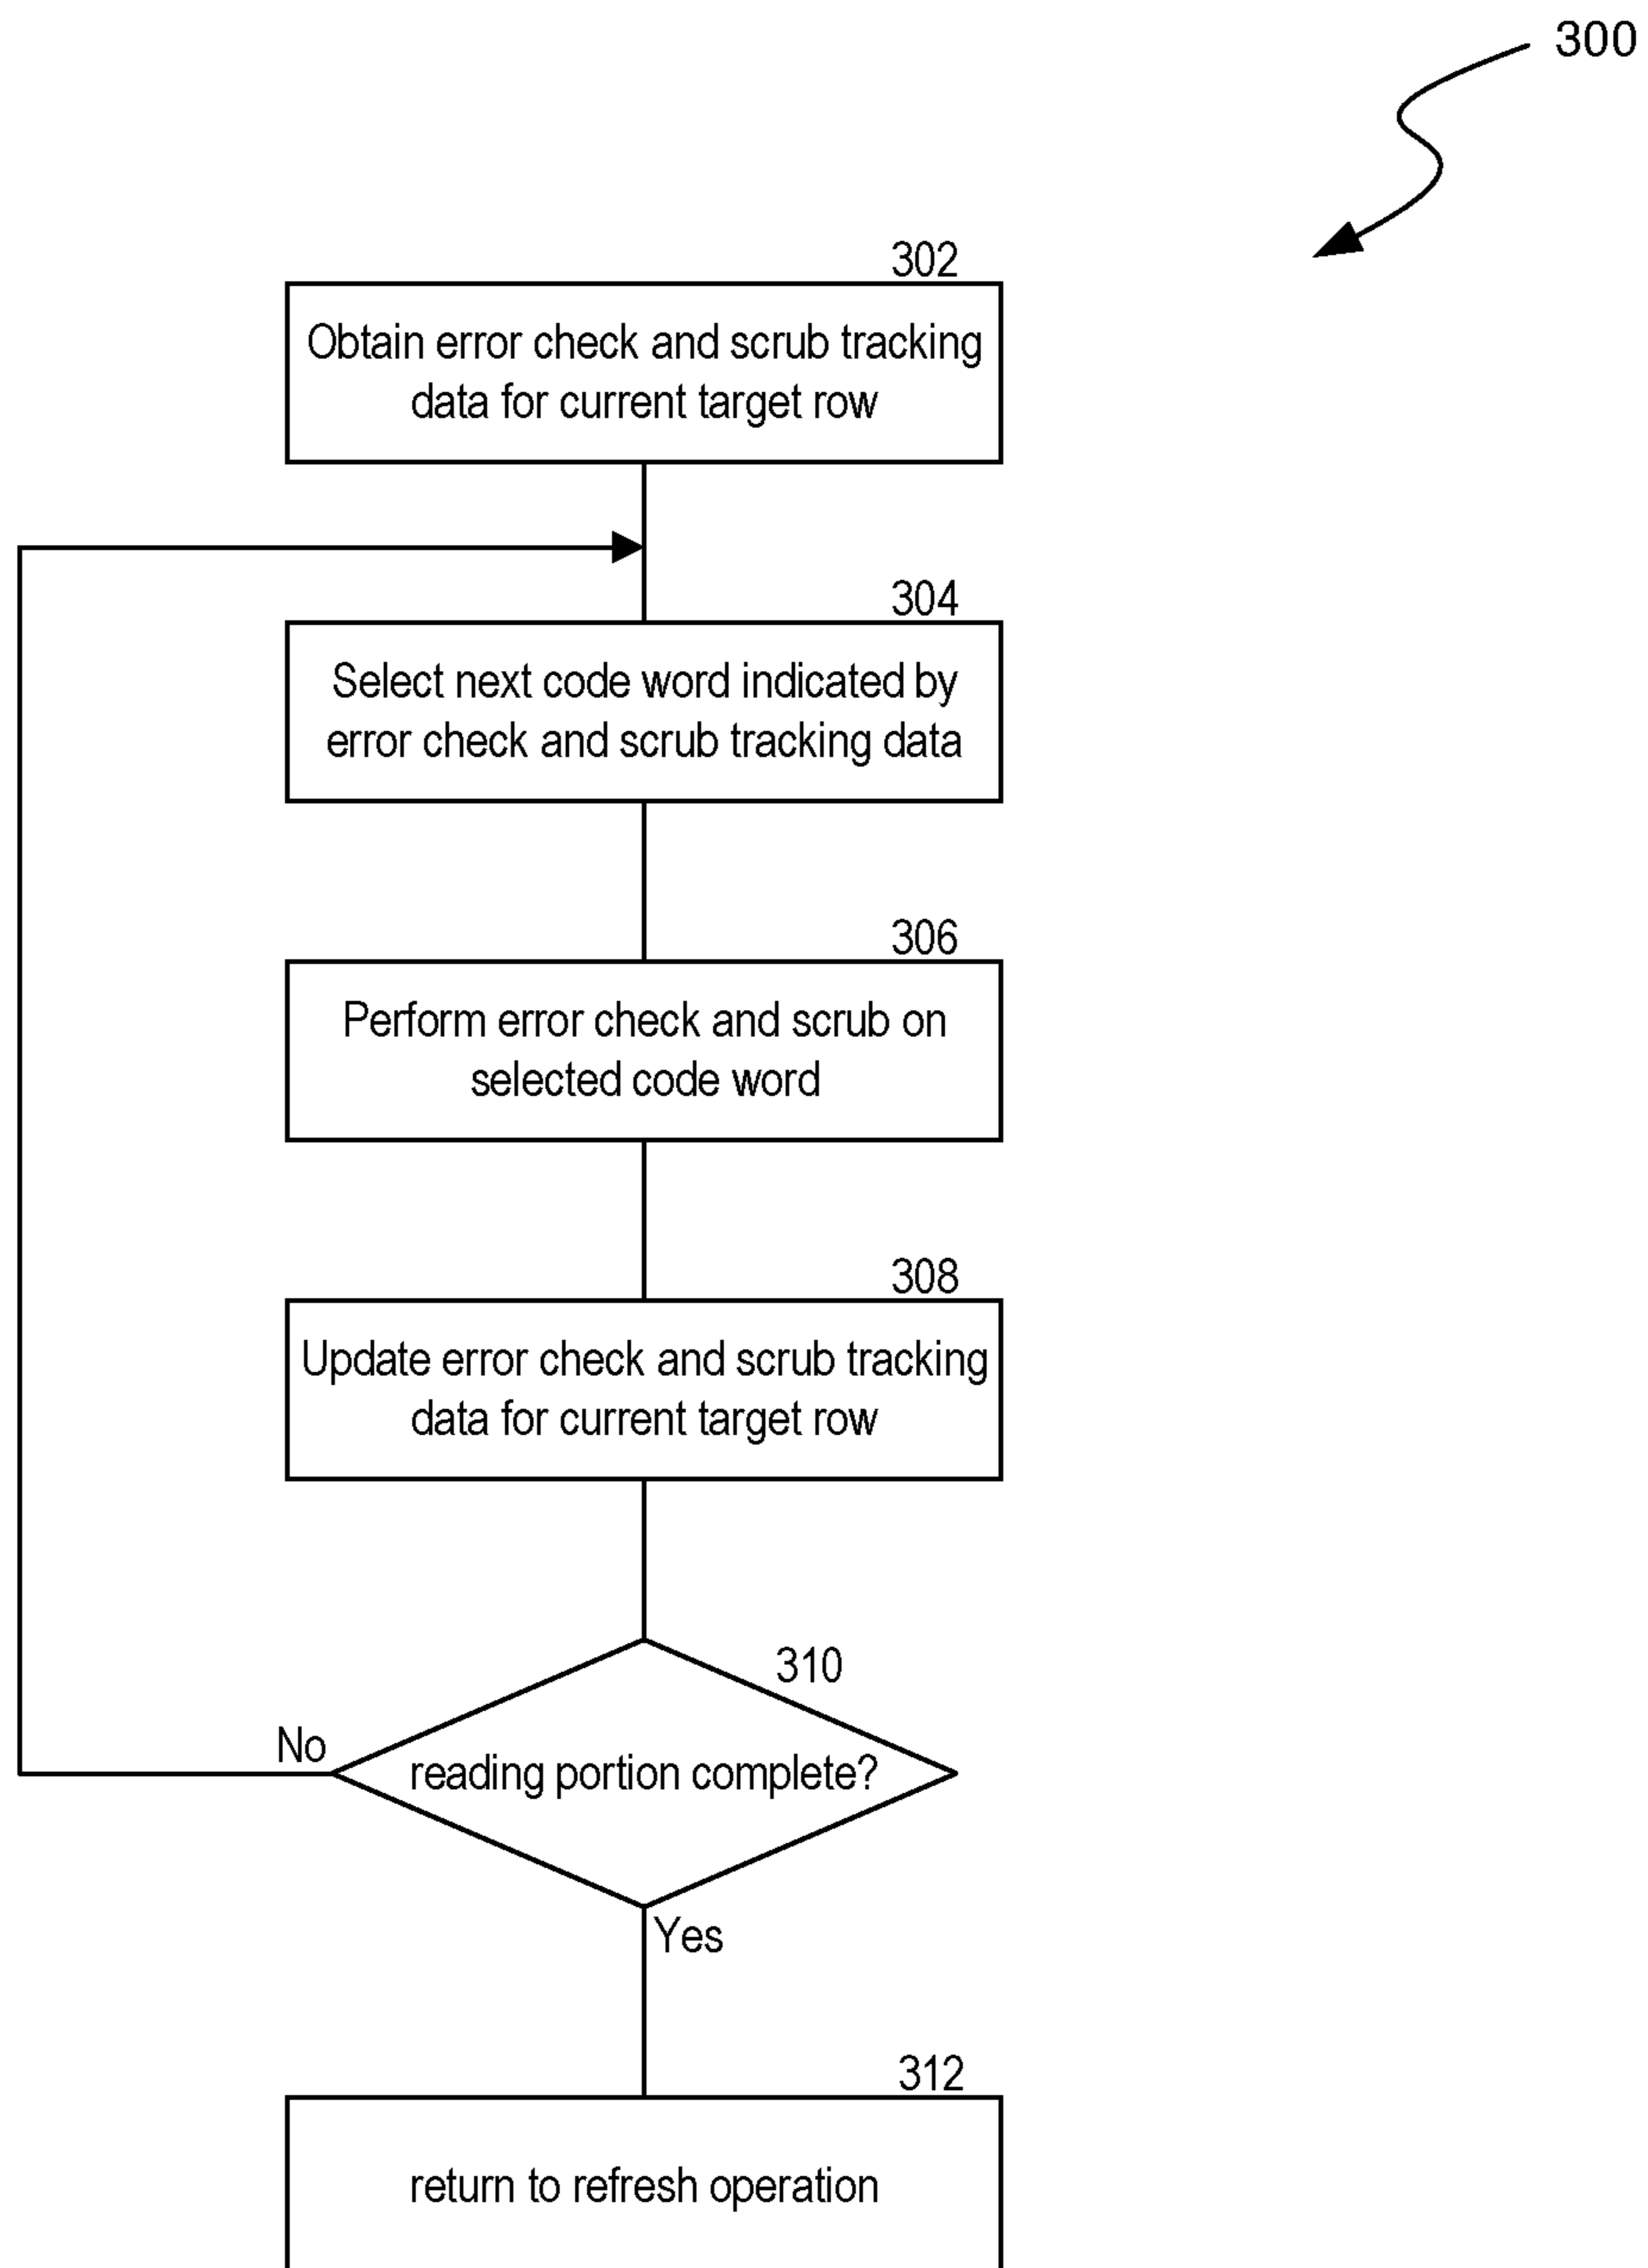 300
302
Obtain error check and scrub tracking
data for current target row
304
Select next code word indicated by
error check and scrub tracking data
306
Perform error check and scrub on
selected code word
308
Update error check and scrub tracking
data for current target row
310
No
reading portion complete?
Yes
312
return to refresh operation